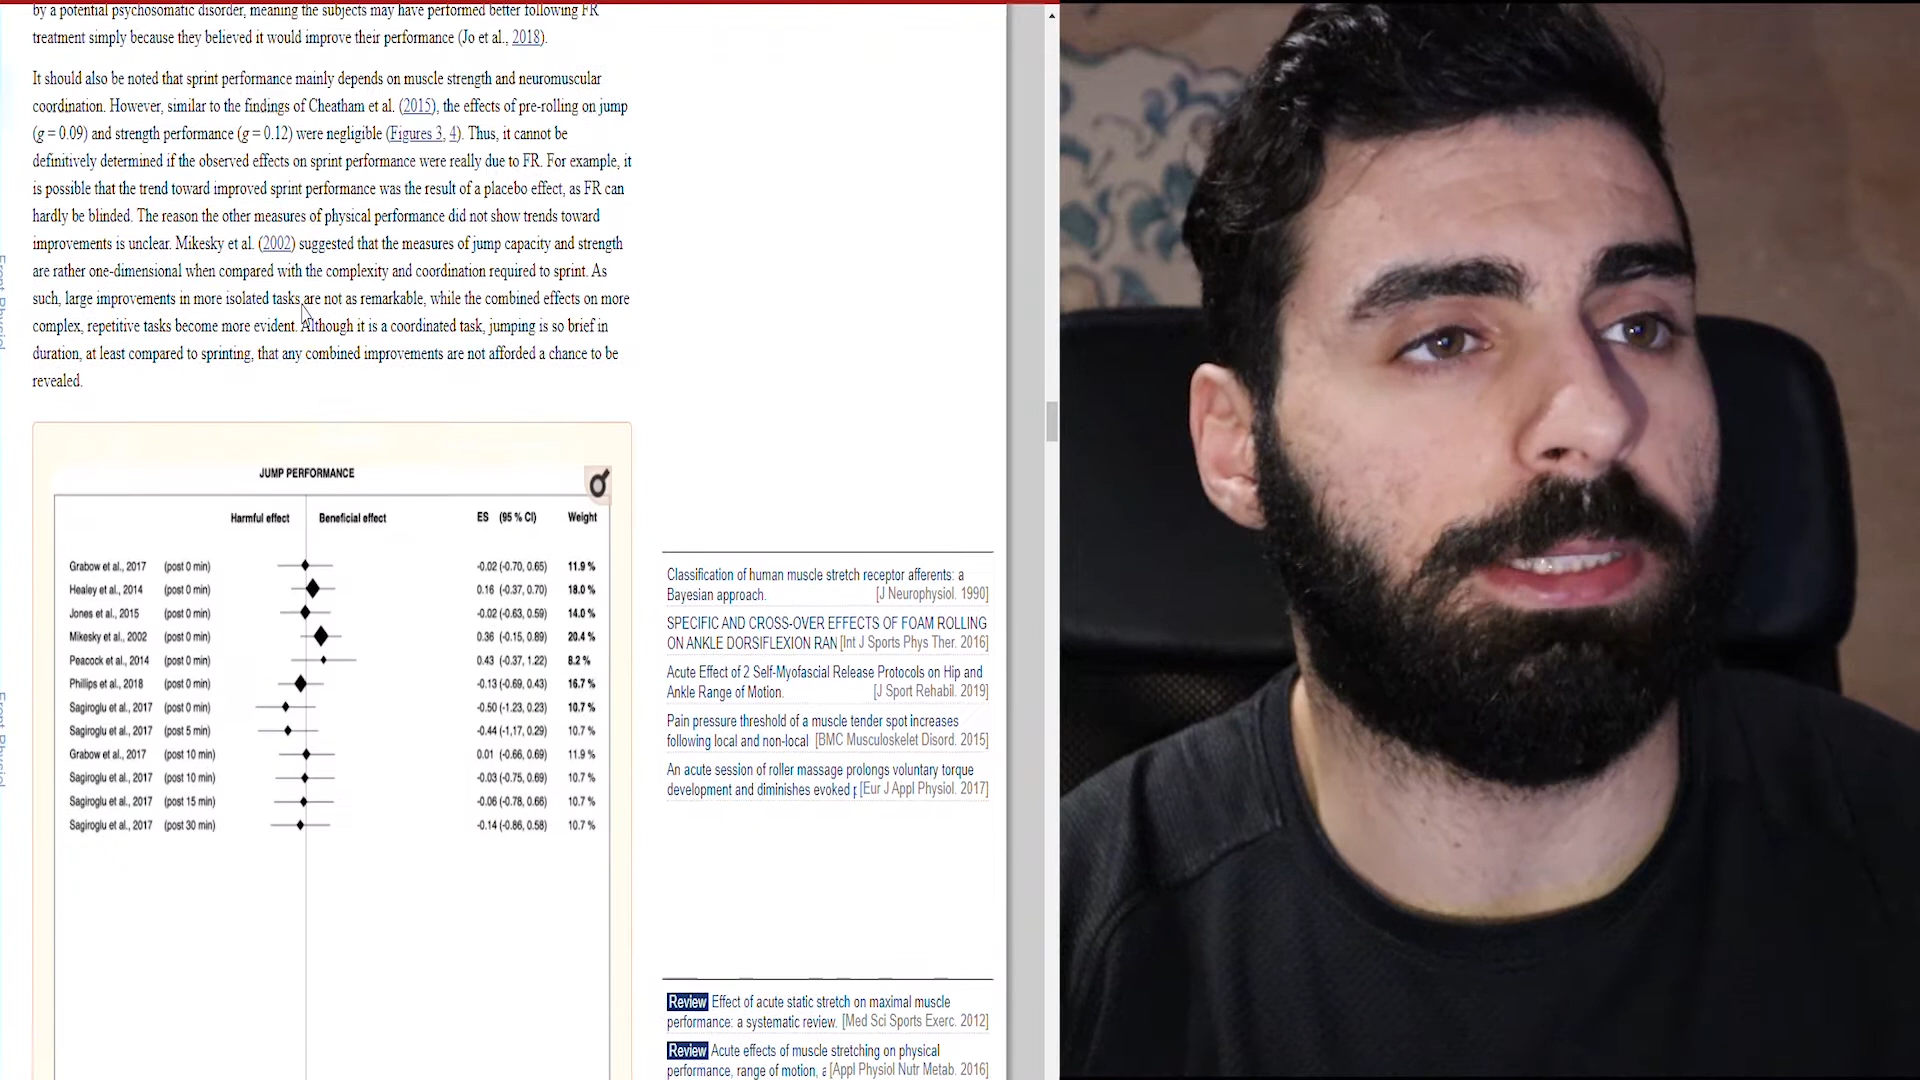 by a potential psychosomatic disorder, meaning the subjects may have performed better following FR
treatment simply because they believed it would improve their performance (Jo et al., 2018).
It should also be noted that sprint performance mainly depends on muscle strength and neuromuscular
coordination. However, similar to the findings of Cheatham et al. (2015), the effects of pre-rolling on jump
(g = 0.09) and strength performance (g = 0.12) were negligible (Figures 3, 4). Thus, it cannot be
definitively determined if the observed effects on sprint performance were really due to FR. For example, it
is possible that the trend toward improved sprint performance was the result of a placebo effect, as FR can
hardly be blinded. The reason the other measures of physical performance did not show trends toward
improvements is unclear. Mikesky et al. (2002) suggested that the measures of jump capacity and strength
are rather one-dimensional when compared with the complexity and coordination required to sprint. As
such, large improvements in more isolated tasks are not as remarkable, while the combined effects on more
complex, repetitive tasks become more evident. Although it is a coordinated task, jumping is so brief in
duration, at least compared to sprinting, that any combined improvements are not afforded a chance to be
revealed.
JUMP PERFORMANCE
Harmful effect Beneficial effect ES (95 % CI) Weight
Grabow et al., 2017 (post 0 min) -0.02 (-0.70, 0.65) 11.9 %
Healey et al., 2014 (post 0 min) 0.16 (-0.37, 0.70) 18.0 %
Jones et al., 2015 (post 0 min) -0.02 (-0.63, 0.59) 14.0 %
Mikesky et al., 2002 (post 0 min) 0.36 (-0.15, 0.89) 20.4 %
Peacock et al., 2014 (post 0 min) 0.43 (-0.37, 1.22) 8.2 %
Phillips et al., 2018 (post 0 min) -0.13 (-0.69, 0.43) 16.7 %
Sagiroglu et al., 2017 (post 0 min) -0.50 (-1.23, 0.23) 10.7 %
Sagiroglu et al., 2017 (post 5 min) -0.44 (-1,17, 0.29) 10.7 %
Grabow et al., 2017 (post 10 min) 0.01 (-0.66, 0.69) 11.9 %
Sagiroglu et al., 2017 (post 10 min) -0.03 (-0.75, 0.69) 10.7 %
Sagiroglu et al., 2017 (post 15 min) -0.06 (-0.78, 0.66) 10.7 %
Sagiroglu et al., 2017 (post 30 min) -0.14 (-0.86, 0.58) 10.7 %
Classification of human muscle stretch receptor afferents: a
Bayesian approach. [J Neurophysiol. 1990]
SPECIFIC AND CROSS-OVER EFFECTS OF FOAM ROLLING
ON ANKLE DORSIFLEXION RAN [Int J Sports Phys Ther. 2016]
Acute Effect of 2 Self-Myofascial Release Protocols on Hip and
Ankle Range of Motion. [J Sport Rehabil. 2019]
Pain pressure threshold of a muscle tender spot increases
following local and non-local [BMC Musculoskelet Disord. 2015]
An acute session of roller massage prolongs voluntary torque
development and diminishes evoked [Eur J Appl Physiol. 2017]
Review Effect of acute static stretch on maximal muscle
performance: a systematic review. [Med Sci Sports Exerc. 2012]
Review Acute effects of muscle stretching on physical
performance, range of motion, a [Appl Physiol Nutr Metab. 2016]